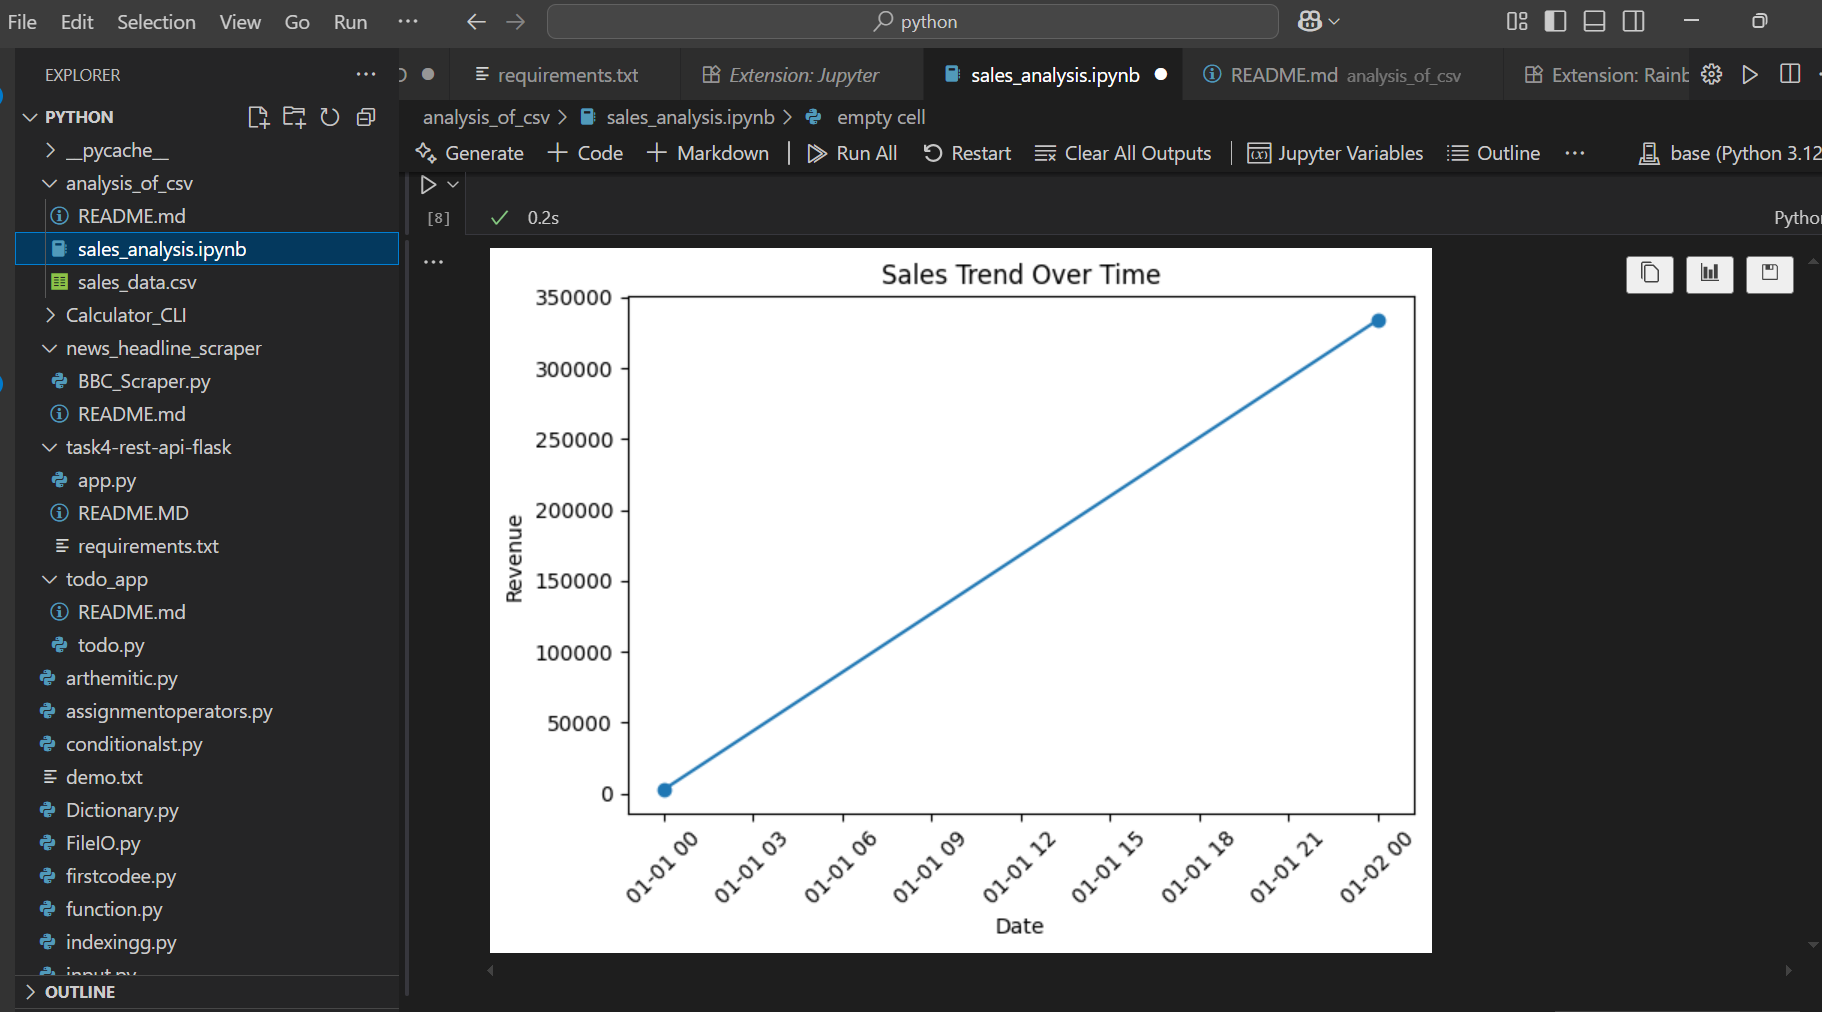 File Edit Selection View Go Run ··· python
EXPLORER ···
requirements.txt Extension: Jupyter sales_analysis.ipynb README.md analysis_of_csv Extension: Rainb
PYTHON
analysis_of_csv > sales_analysis.ipynb > empty cell
Generate + Code + Markdown | Run All Restart Clear All Outputs | Jupyter Variables Outline ··· base (Python 3.12
__pycache__
analysis_of_csv
README.md
sales_analysis.ipynb
sales_data.csv
Calculator_CLI
news_headline_scraper
BBC_Scraper.py
README.md
task4-rest-api-flask
app.py
README.MD
requirements.txt
todo_app
README.md
todo.py
arthemitic.py
assignmentoperators.py
conditionalst.py
demo.txt
Dictionary.py
FileIO.py
firstcodee.py
function.py
indexingg.py
input.py
OUTLINE
[8] 0.2s Pytho
Sales Trend Over Time
350000
300000
250000
200000
150000
100000
50000
0
Revenue
01-01 00 01-01 03 01-01 06 01-01 09 01-01 12 01-01 15 01-01 18 01-01 21 01-02 00
Date